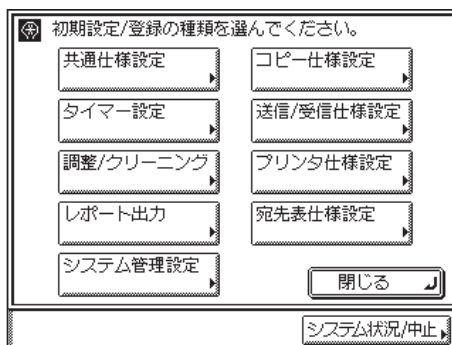 初期設定/登録の種類を選んでください。
共通仕様設定
コピー仕様設定
タイマー設定
送信/受信仕様設定
調整/クリーニング
プリンタ仕様設定
レポート出力
宛先表仕様設定
システム管理設定
閉じる
システム状況/中止